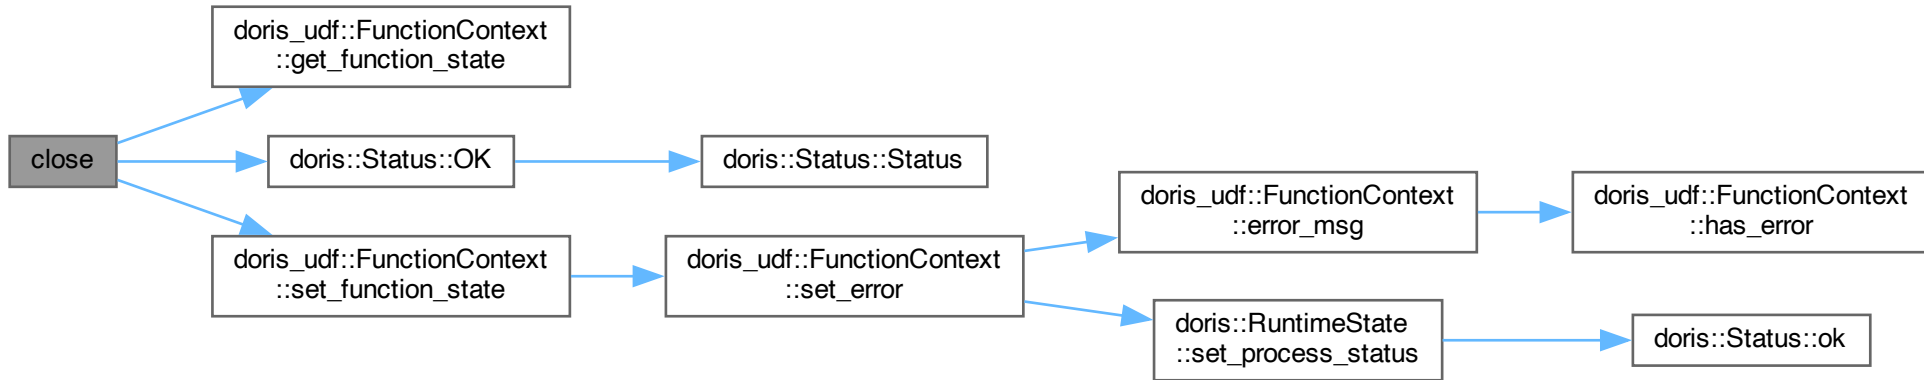 close
doris_udf::FunctionContext
::get_function_state
doris::Status::OK
doris::Status::Status
doris_udf::FunctionContext
::set_function_state
doris_udf::FunctionContext
::set_error
doris_udf::FunctionContext
::error_msg
doris_udf::FunctionContext
::has_error
doris::RuntimeState
::set_process_status
doris::Status::ok